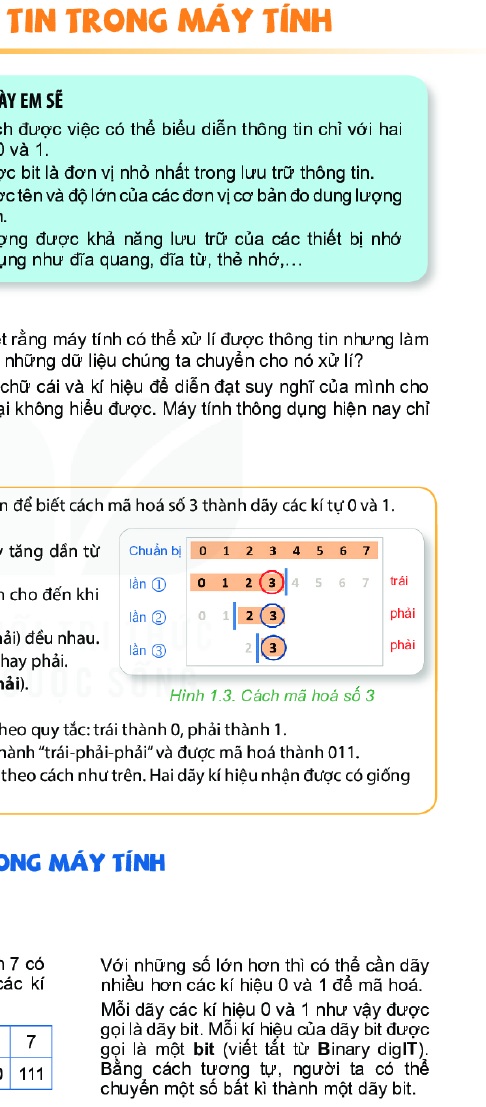 TIN TRONG MÁY TÍNH
ÀY EM SẼ
ch được việc có thể biểu diễn thông tin chỉ với hai
0 và 1.
ợc bit là đơn vị nhỏ nhất trong lưu trữ thông tin.
ợc tên và độ lớn của các đơn vị cơ bản đo dung lượng
ợng được khả năng lưu trữ của các thiết bị nhớ
ụng như đĩa quang, đĩa từ, thẻ nhớ,...
ết rằng máy tính có thể xử lí được thông tin nhưng làm
những dữ liệu chúng ta chuyển cho nó xử lí?
chữ cái và kí hiệu để diễn đạt suy nghĩ của mình cho
ại không hiểu được. Máy tính thông dụng hiện nay chỉ
n để biết cách mã hoá số 3 thành dãy các kí tự 0 và 1.
y tăng dần từ
n cho đến khi
ải) đều nhau.
hay phải.
hải).
Chuẩn bị 0 1 2 3 4 5 6 7
lần ① 0 1 2 3 4 5 6 7 trái
lần ② 0 1 2 3 phải
lần ③ 2 3 phải
Hình 1.3. Cách mã hoá số 3
heo quy tắc: trái thành 0, phải thành 1.
hành "trái-phải-phải" và được mã hoá thành 011.
theo cách như trên. Hai dãy kí hiệu nhận được có giống
ONG MÁY TÍNH
n 7 có
các kí
7
0 111
Với những số lớn hơn thì có thể cần dãy
nhiều hơn các kí hiệu 0 và 1 để mã hoá.
Mỗi dãy các kí hiệu 0 và 1 như vậy được
gọi là dãy bit. Mỗi kí hiệu của dãy bit được
gọi là một bit (viết tắt từ Binary digIT).
Bằng cách tương tự, người ta có thể
chuyển một số bất kì thành một dãy bit.